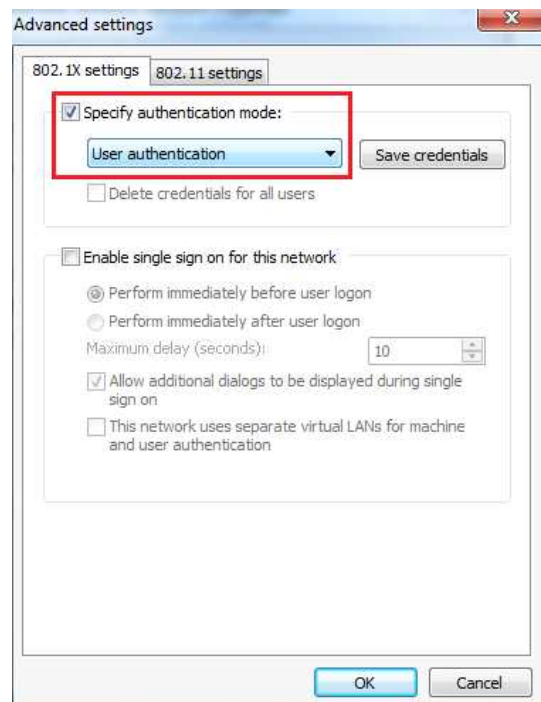 Advanced settings
802.1X settings
802.11 settings
Specify authentication mode:
User authentication
Save credentials
Delete credentials for all users
Enable single sign on for this network
Perform immediately before user logon
Perform immediately after user logon
Maximum delay (seconds):
10
Allow additional dialogs to be displayed during single
sign on
This network uses separate virtual LANs for machine
and user authentication
OK
Cancel